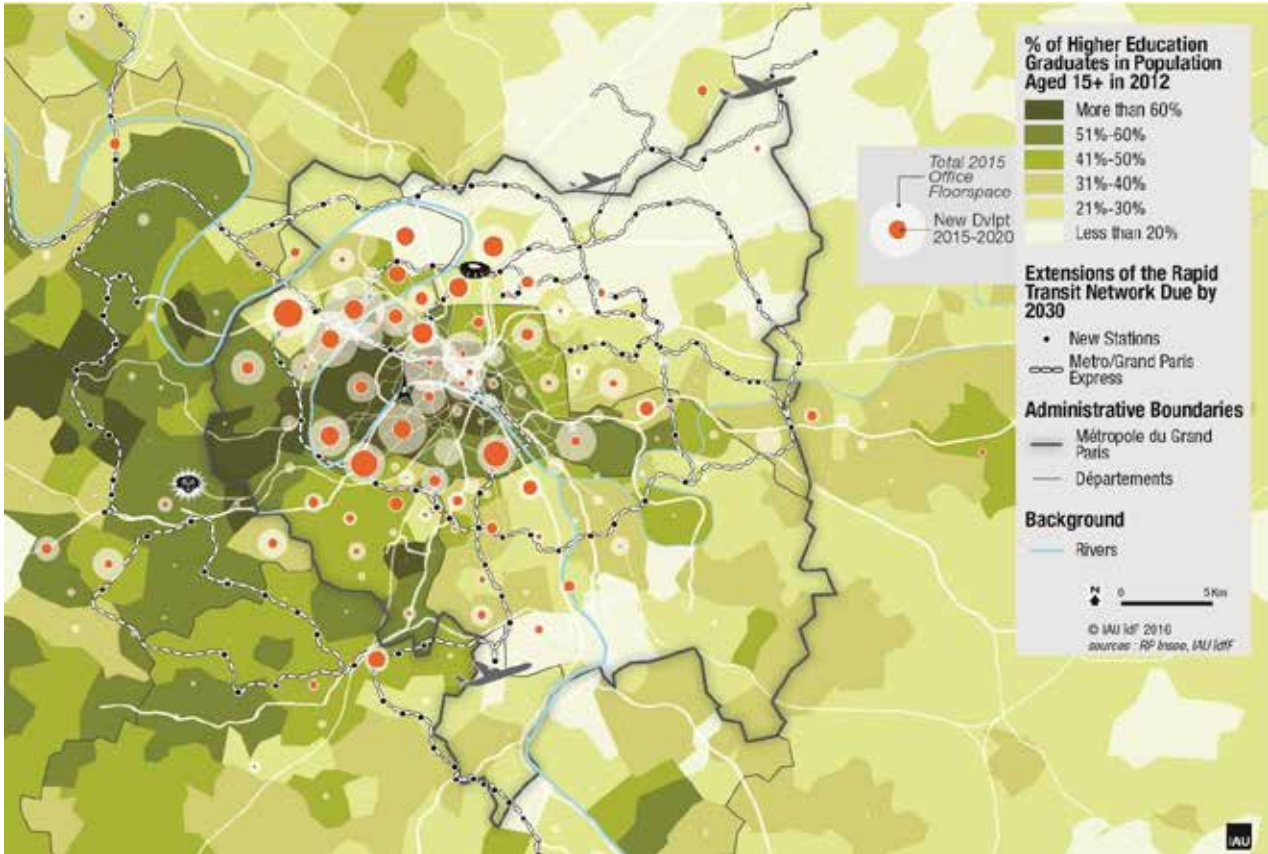 % of Higher Education
Graduates in Population
Aged 15+ in 2012
More than 60%
51%-60%
41%-50%
31%-40%
21%-30%
Less than 20%
Total 2015
Office
Floorspace
New Dvlpt
2015-2020
Extensions of the Rapid
Transit Network Due by
2030
New Stations
Metro/Grand Paris
Express
Administrative Boundaries
Métropole du Grand
Paris
Départements
Background
Rivers
N
0 5 Km
© IAU îdF 2016
sources : RP Insee, IAU îdfF
IAU